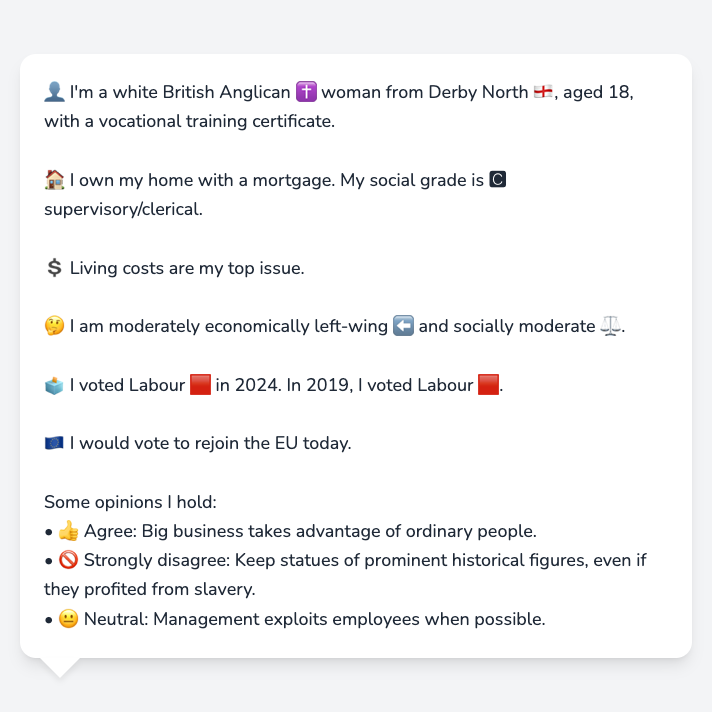 👤 I'm a white British Anglican ✝️ woman from Derby North 🏴󠁧󠁢󠁥󠁮󠁧󠁿, aged 18,
with a vocational training certificate.
🏠 I own my home with a mortgage. My social grade is 🅲
supervisory/clerical.
💲 Living costs are my top issue.
🤔 I am moderately economically left-wing ⬅️ and socially moderate ⚖️.
🗳️ I voted Labour 🟥 in 2024. In 2019, I voted Labour 🟥.
🇪🇺 I would vote to rejoin the EU today.
Some opinions I hold:
• 👍 Agree: Big business takes advantage of ordinary people.
• 🚫 Strongly disagree: Keep statues of prominent historical figures, even if
they profited from slavery.
• 😐 Neutral: Management exploits employees when possible.